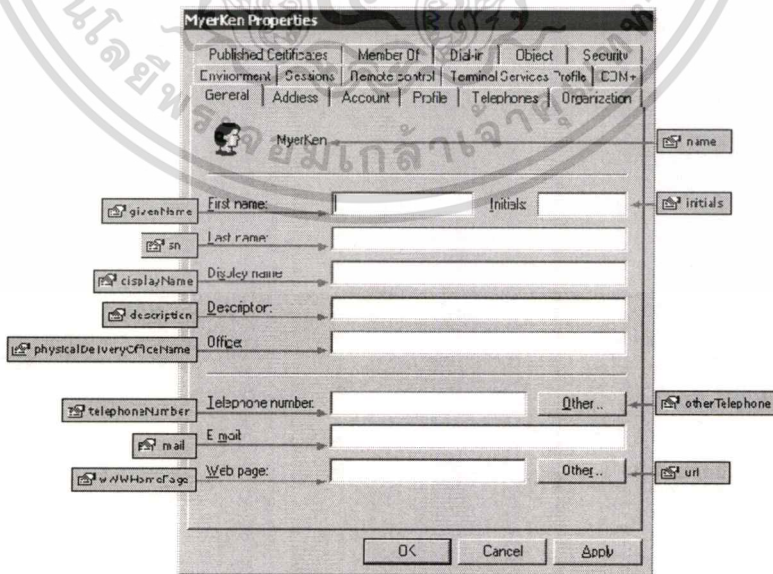 MyerKen Properties
Published Certificates Member Of Dial-in Object Security
Environment Sessions Remote control Terminal Services Profile COM+
General Address Account Profile Telephones Organization
MyerKen name
givenName First name: Initials: initials
sn Last name:
displayName Display name
description Description:
physicalDeliveryOfficeName Office:
telephoneNumber Telephone number: Other... otherTelephone
mail E-mail
wWWHomePage Web page: Other... url
OK Cancel Apply